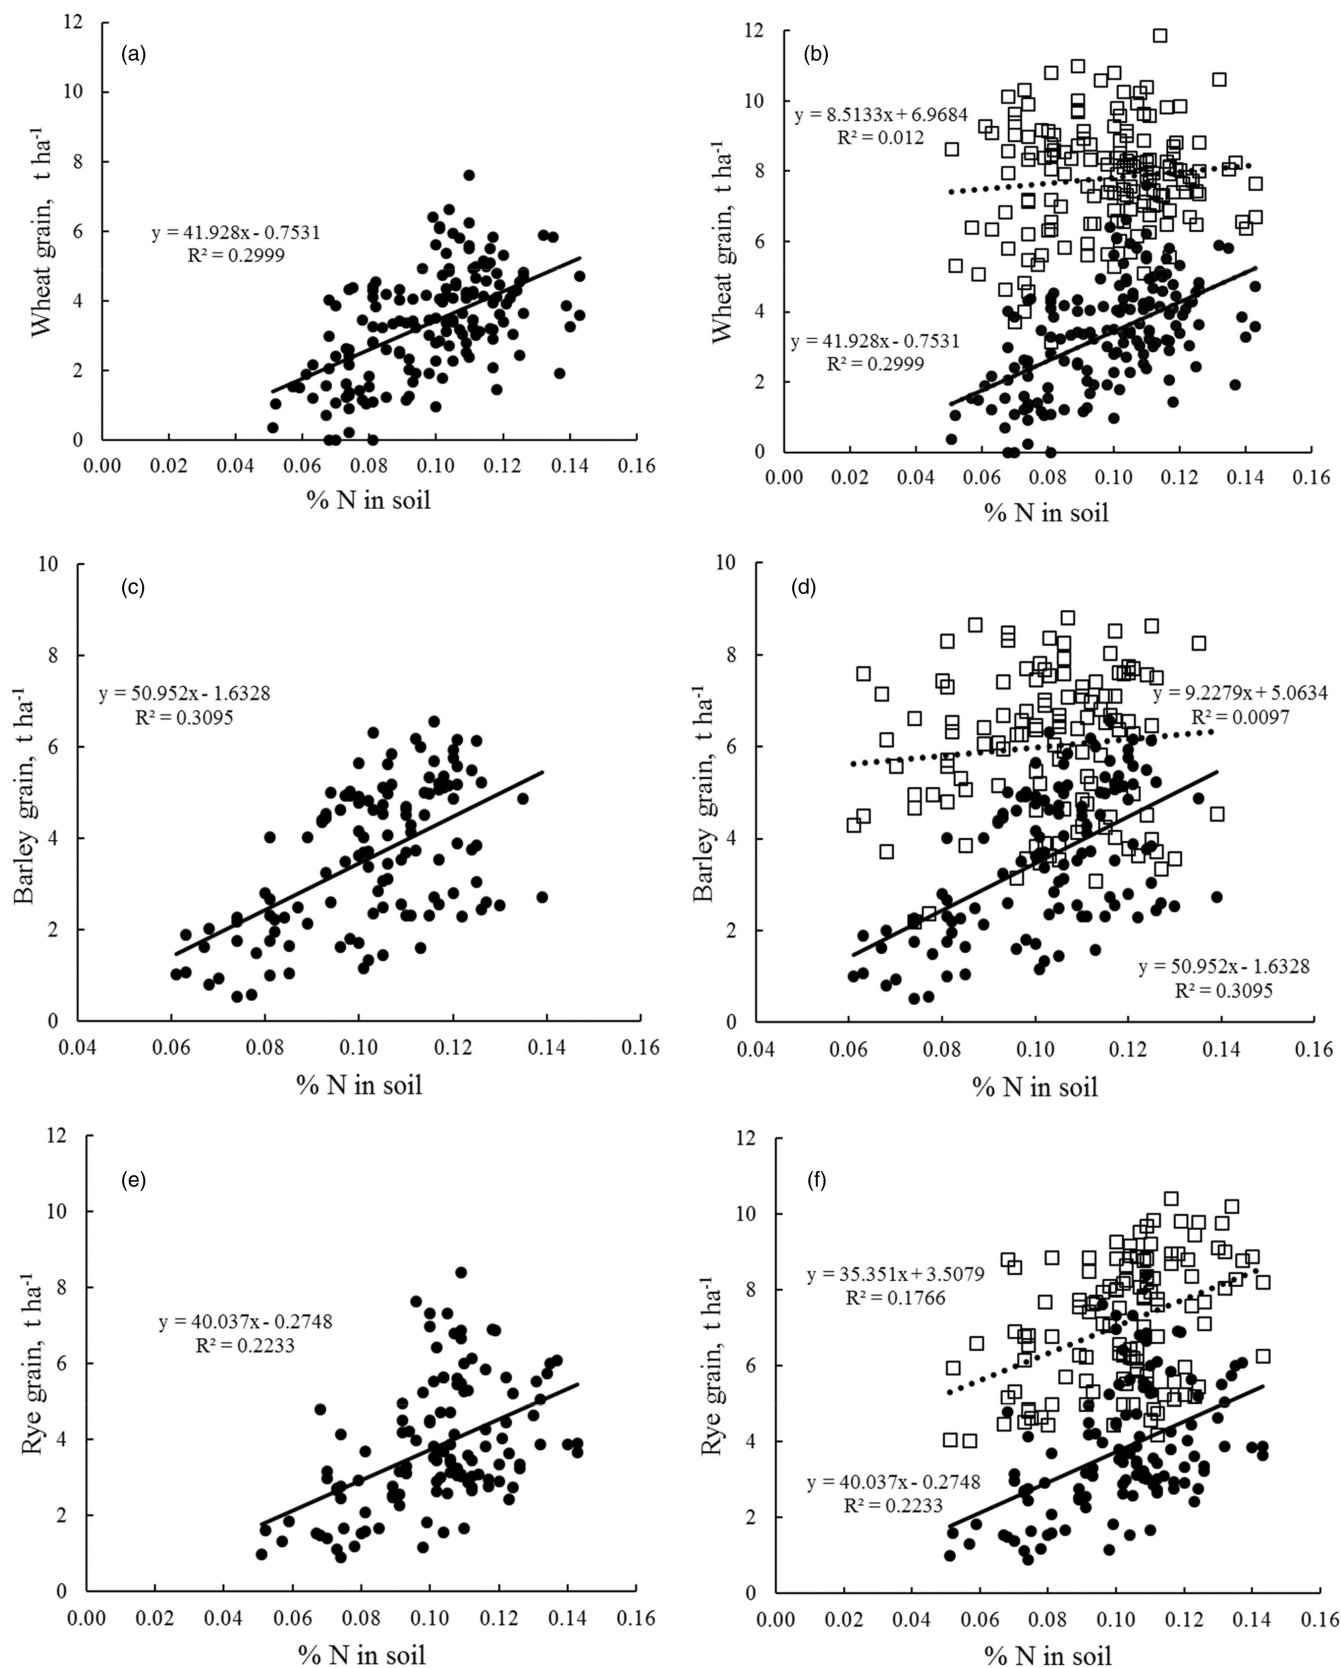 12
10
8
6
4
2
0
Wheat grain, t ha⁻¹
(a)
y = 41.928x - 0.7531
R² = 0.2999
0.00 0.02 0.04 0.06 0.08 0.10 0.12 0.14 0.16
% N in soil
12
10
8
6
4
2
0
Wheat grain, t ha⁻¹
(b)
y = 8.5133x + 6.9684
R² = 0.012
y = 41.928x - 0.7531
R² = 0.2999
0.00 0.02 0.04 0.06 0.08 0.10 0.12 0.14 0.16
% N in soil
10
8
6
4
2
0
Barley grain, t ha⁻¹
(c)
y = 50.952x - 1.6328
R² = 0.3095
0.04 0.06 0.08 0.10 0.12 0.14 0.16
% N in soil
10
8
6
4
2
0
Barley grain, t ha⁻¹
(d)
y = 9.2279x + 5.0634
R² = 0.0097
y = 50.952x - 1.6328
R² = 0.3095
0.04 0.06 0.08 0.10 0.12 0.14 0.16
% N in soil
12
10
8
6
4
2
0
Rye grain, t ha⁻¹
(e)
y = 40.037x - 0.2748
R² = 0.2233
0.00 0.02 0.04 0.06 0.08 0.10 0.12 0.14 0.16
% N in soil
12
10
8
6
4
2
0
Rye grain, t ha⁻¹
(f)
y = 35.351x + 3.5079
R² = 0.1766
y = 40.037x - 0.2748
R² = 0.2233
0.00 0.02 0.04 0.06 0.08 0.10 0.12 0.14 0.16
% N in soil